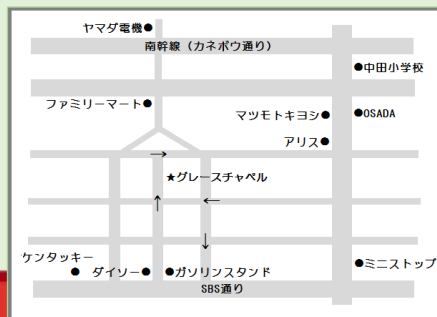 ヤマダ電機●
南幹線（カネボウ通り）
●中田小学校
ファミリーマート●
マツモトキヨシ●
●OSADA
アリス●
→
★グレースチャペル
↑
←
↓
ケンタッキー
●
ダイソー●
●ガソリンスタンド
●ミニストップ
SBS通り